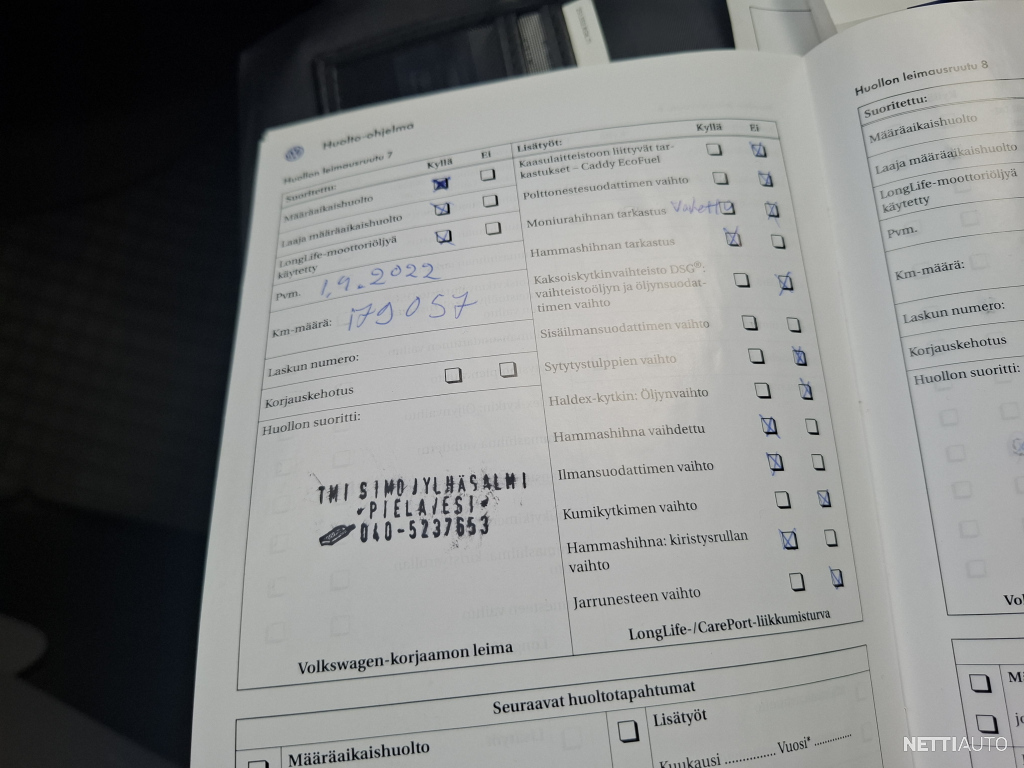 Huolto-ohjelma
Huollon leimausruutu 7
Suoritettu: Kyllä Ei
Määräaikaishuolto
Laaja määräaikaishuolto
LongLife-moottoriöljyä
käytetty
Pvm. 1.9.2022
Km-määrä: 179057
Laskun numero:
Korjauskehotus
Huollon suoritti:
TMI SIMO JYLHÄSALMI
PIELAVESI
040-5237653
Volkswagen-korjaamon leima
Lisätyöt: Kyllä Ei
Kaasulaitteistoon liittyvät tar-
kastukset – Caddy EcoFuel
Polttonestesuodattimen vaihto
Moniurahihnan tarkastus
Hammashihnan tarkastus
Kaksoiskytkinvaihteisto DSG®:
vaihteistoöljyn ja öljynsuodat-
timen vaihto
Sisäilmansuodattimen vaihto
Sytytystulppien vaihto
Haldex-kytkin: Öljynvaihto
Hammashihna vaihdettu
Ilmansuodattimen vaihto
Kumikytkimen vaihto
Hammashihna: kiristysrullan
vaihto
Jarrunesteen vaihto
LongLife-/CarePort-liikkumisturva
Seuraavat huoltotapahtumat
Määräaikaishuolto
Lisätyöt
Kuukausi ............. Vuosi* .............
Huollon leimausruutu 8
Suoritettu:
Määräaikaishuolto
Laaja määräaikaishuolto
LongLife-moottoriöljyä
käytetty
Pvm.
Km-määrä:
Laskun numero:
Korjauskehotus
Huollon suoritti:
NETTIAUTO